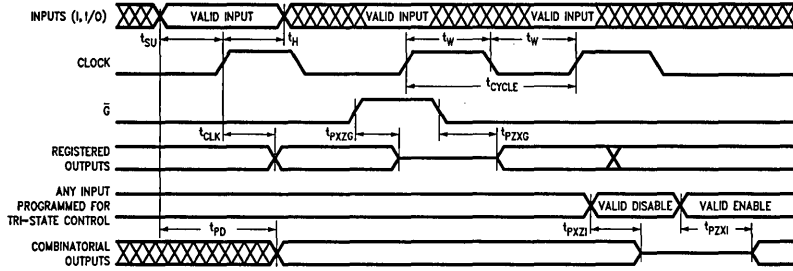 INPUTS (I, I/O) VALID INPUT VALID INPUT VALID INPUT
tSU tH tW tW
CLOCK
tCYCLE
G̅
tCLK tPXZG tPZXG
REGISTERED
OUTPUTS
ANY INPUT
PROGRAMMED FOR
TRI-STATE CONTROL
VALID DISABLE VALID ENABLE
tPD tPXZI tPZXI
COMBINATORIAL
OUTPUTS